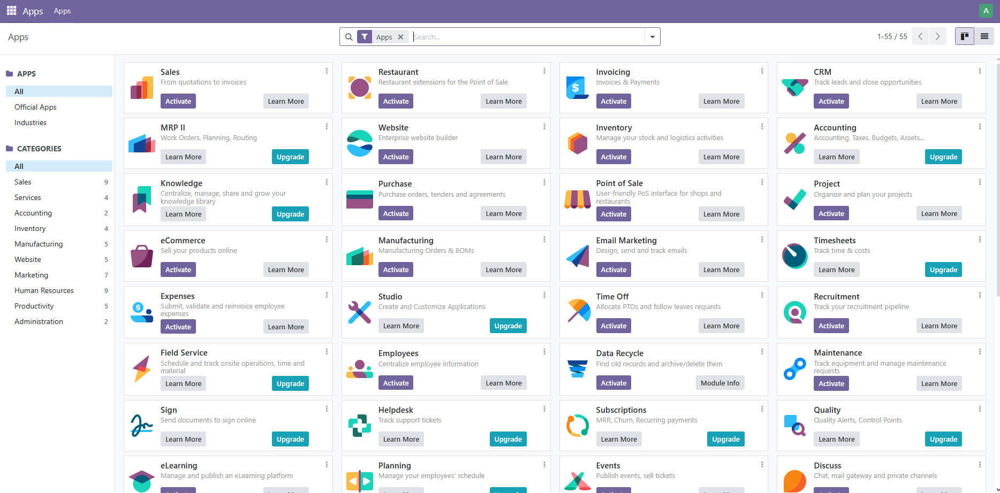 Apps Apps A
Apps Apps Search... 1-55 / 55
APPS
All
Official Apps
Industries
CATEGORIES
All
Sales 9
Services 4
Accounting 2
Inventory 4
Manufacturing 5
Website 5
Marketing 7
Human Resources 9
Productivity 5
Administration 2
Sales
From quotations to invoices
Activate Learn More
Restaurant
Restaurant extensions for the Point of Sale
Activate Learn More
Invoicing
Invoices & Payments
Activate Learn More
CRM
Track leads and close opportunities
Activate Learn More
MRP II
Work Orders, Planning, Routing
Learn More Upgrade
Website
Enterprise website builder
Activate Learn More
Inventory
Manage your stock and logistics activities
Activate Learn More
Accounting
Accounting, Taxes, Budgets, Assets...
Learn More Upgrade
Knowledge
Centralize, manage, share and grow your
knowledge library
Learn More Upgrade
Purchase
Purchase orders, tenders and agreements
Activate Learn More
Point of Sale
User-friendly PoS interface for shops and
restaurants
Activate Learn More
Project
Organize and plan your projects
Activate Learn More
eCommerce
Sell your products online
Activate Learn More
Manufacturing
Manufacturing Orders & BOMs
Activate Learn More
Email Marketing
Design, send and track emails
Activate Learn More
Timesheets
Track time & costs
Learn More Upgrade
Expenses
Submit, validate and reinvoice employee
expenses
Activate Learn More
Studio
Create and Customize Applications
Learn More Upgrade
Time Off
Allocate PTOs and follow leaves requests
Activate Learn More
Recruitment
Track your recruitment pipeline
Activate Learn More
Field Service
Schedule and track onsite operations, time and
material
Learn More Upgrade
Employees
Centralize employee information
Activate Learn More
Data Recycle
Find old records and archive/delete them
Activate Module Info
Maintenance
Track equipment and manage maintenance
requests
Activate Learn More
Sign
Send documents to sign online
Learn More Upgrade
Helpdesk
Track support tickets
Learn More Upgrade
Subscriptions
MRR, Churn, Recurring payments
Learn More Upgrade
Quality
Quality Alerts, Control Points
Learn More Upgrade
eLearning
Manage and publish an eLearning platform
Planning
Manage your employees' schedule
Events
Publish events, sell tickets
Discuss
Chat, mail gateway and private channels